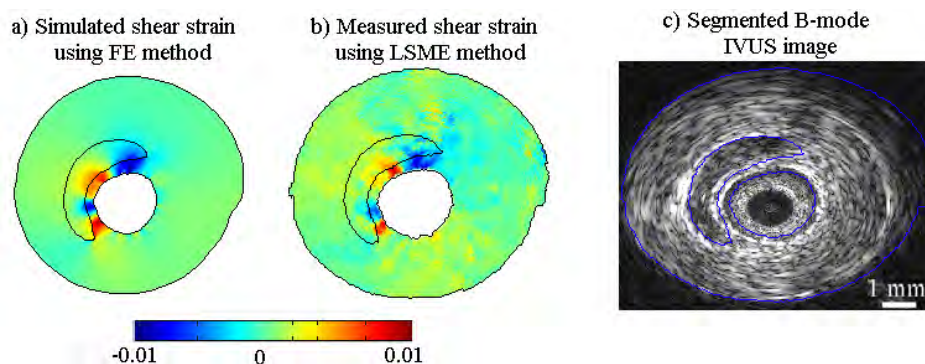 a) Simulated shear strain
using FE method
b) Measured shear strain
using LSME method
c) Segmented B-mode
IVUS image
1 mm
-0.01
0
0.01